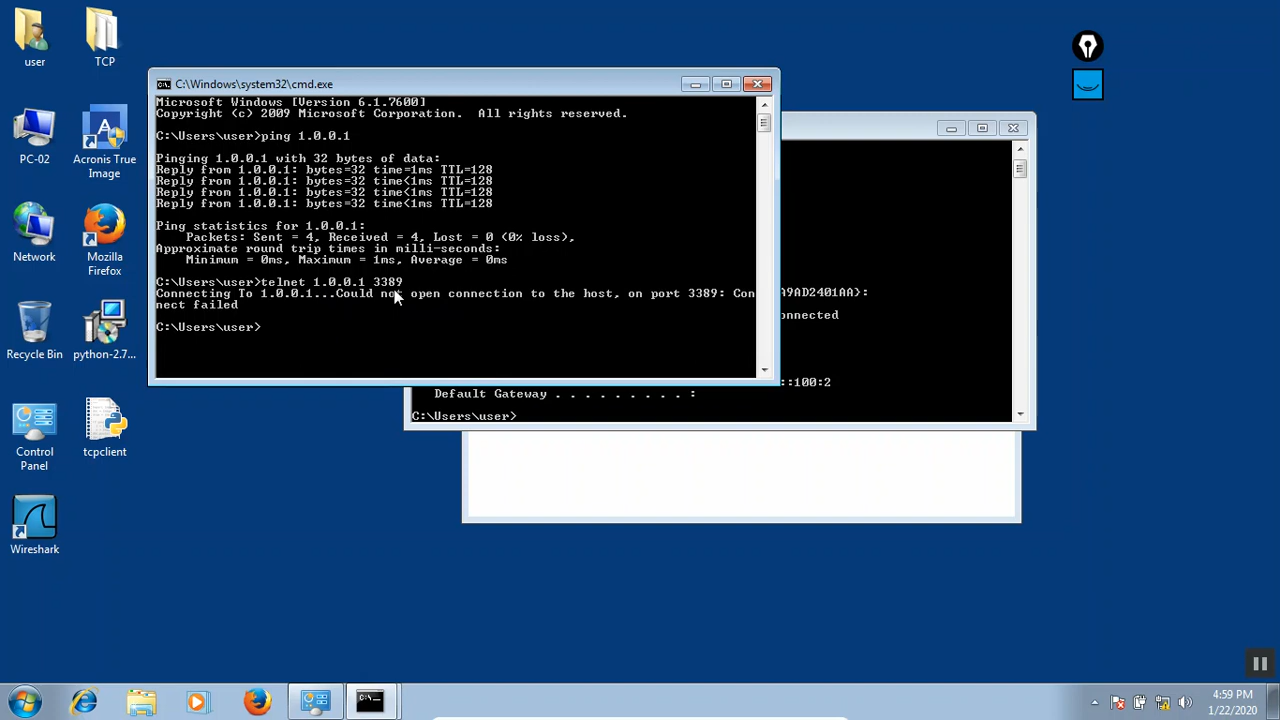 user
TCP
PC-02
Acronis True
Image
Network
Mozilla
Firefox
Recycle Bin
python-2.7...
Control
Panel
tcpclient
Wireshark
C:\Windows\system32\cmd.exe
Microsoft Windows [Version 6.1.7600]
Copyright (c) 2009 Microsoft Corporation.  All rights reserved.
C:\Users\user>ping 1.0.0.1
Pinging 1.0.0.1 with 32 bytes of data:
Reply from 1.0.0.1: bytes=32 time=1ms TTL=128
Reply from 1.0.0.1: bytes=32 time<1ms TTL=128
Reply from 1.0.0.1: bytes=32 time<1ms TTL=128
Reply from 1.0.0.1: bytes=32 time<1ms TTL=128
Ping statistics for 1.0.0.1:
Packets: Sent = 4, Received = 4, Lost = 0 (0% loss),
Approximate round trip times in milli-seconds:
Minimum = 0ms, Maximum = 1ms, Average = 0ms
C:\Users\user>telnet 1.0.0.1 3389
Connecting To 1.0.0.1...Could not open connection to the host, on port 3389: Con
nect failed
C:\Users\user>
A9AD2401AA}:
onnected
::100:2
Default Gateway . . . . . . . . . :
C:\Users\user>
4:59 PM
1/22/2020